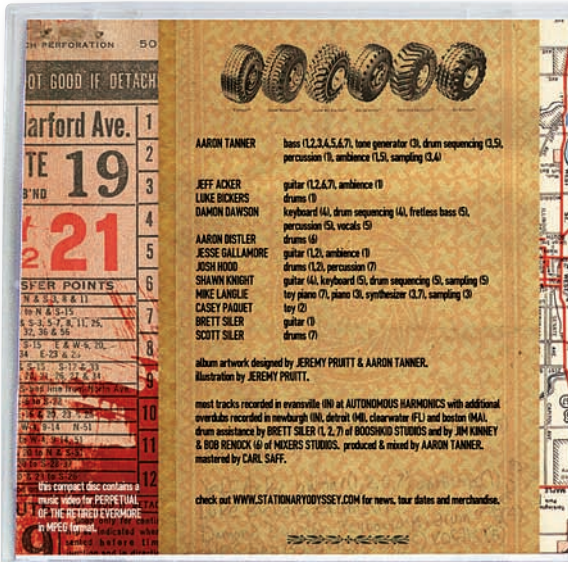 CH PERFORATION 50
OT GOOD IF DETACH
arford Ave.
TE 19
B'ND
21
1
2
3
4
5
6
7
8
9
10
11
12
SFER POINTS
this compact disc contains a
music video for PERPETUAL
OF THE RETIRED EVERMORE
in MPEG format.
AARON TANNER bass (1,2,3,4,5,6,7), tone generator (3), drum sequencing (3,5),
percussion (1), ambience (1,5), sampling (3,4)
JEFF ACKER guitar (1,2,6,7), ambience (1)
LUKE BICKERS drums (1)
DAMON DAWSON keyboard (4), drum sequencing (4), fretless bass (5),
percussion (5), vocals (5)
AARON DISTLER drums (6)
JESSE GALLAMORE guitar (1,2), ambience (1)
JOSH HOOD drums (1,2), percussion (7)
SHAWN KNIGHT guitar (4), keyboard (5), drum sequencing (5), sampling (5)
MIKE LANGLIE toy piano (7), piano (3), synthesizer (3,7), sampling (3)
CASEY PAQUET toy (2)
BRETT SILER guitar (1)
SCOTT SILER drums (7)
album artwork designed by JEREMY PRUITT & AARON TANNER.
illustration by JEREMY PRUITT.
most tracks recorded in evansville (IN) at AUTONOMOUS HARMONICS with additional
overdubs recorded in newburgh (IN), detroit (MI), clearwater (FL) and boston (MA).
drum assistance by BRETT SILER (1, 2, 7) of BOOSHKID STUDIOS and by JIM KINNEY
& BOB RENOCK (6) of MIXERS STUDIOS. produced & mixed by AARON TANNER.
mastered by CARL SAFF.
check out WWW.STATIONARYODYSSEY.COM for news, tour dates and merchandise.